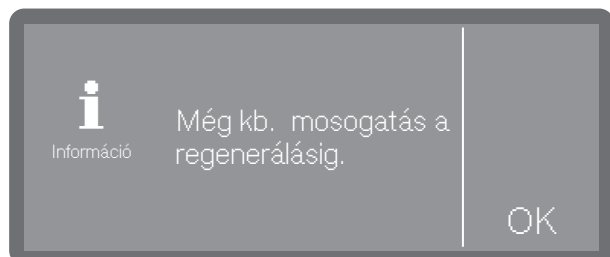 Információ
Még kb.  mosogatás a
regenerálásig.
OK